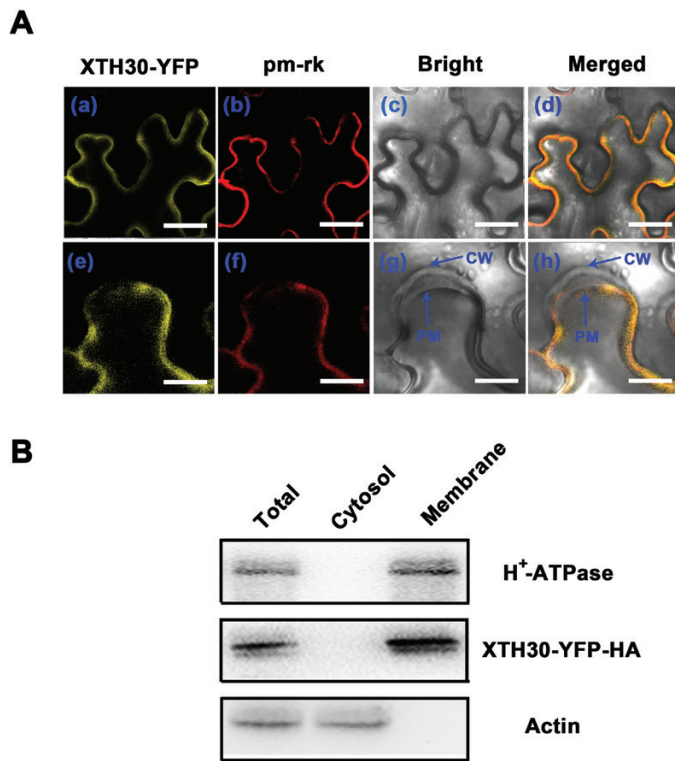 A
XTH30-YFP pm-rk Bright Merged
(a) (b) (c) (d)
(e) (f) (g) (h)
CW CW
PM PM
B
Total Cytosol Membrane
H⁺-ATPase
XTH30-YFP-HA
Actin